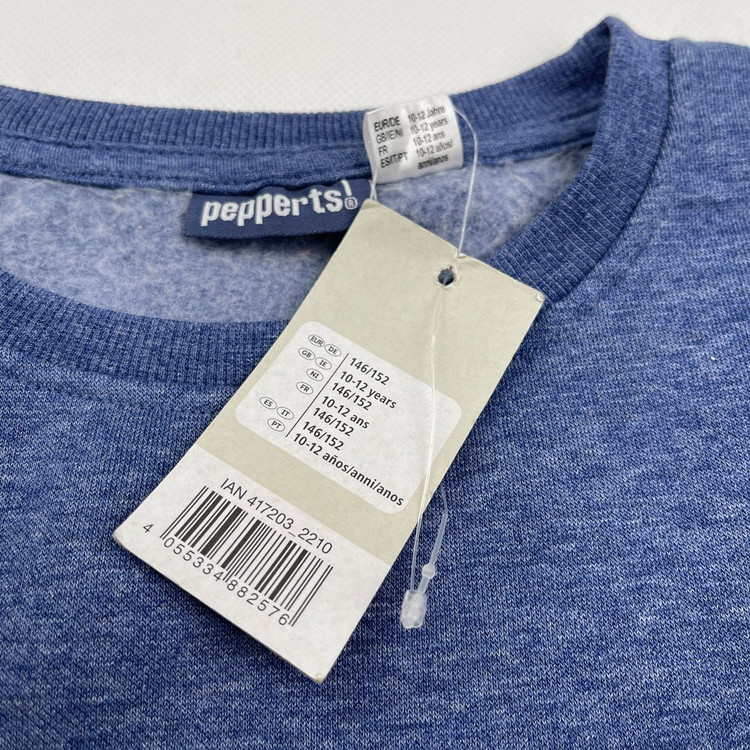 EUR/DE 10-12 Jahre
GB/IE/NI 10-12 years
FR 10-12 ans
ES/IT/PT 10-12 años/
anni/anos
pepperts!®
EUR DE 146/152
GB IE 10-12 years
NI 146/152
FR 10-12 ans
146/152
ES IT 146/152
PT 10-12 años/anni/anos
IAN 417203 2210
4 055334 882576